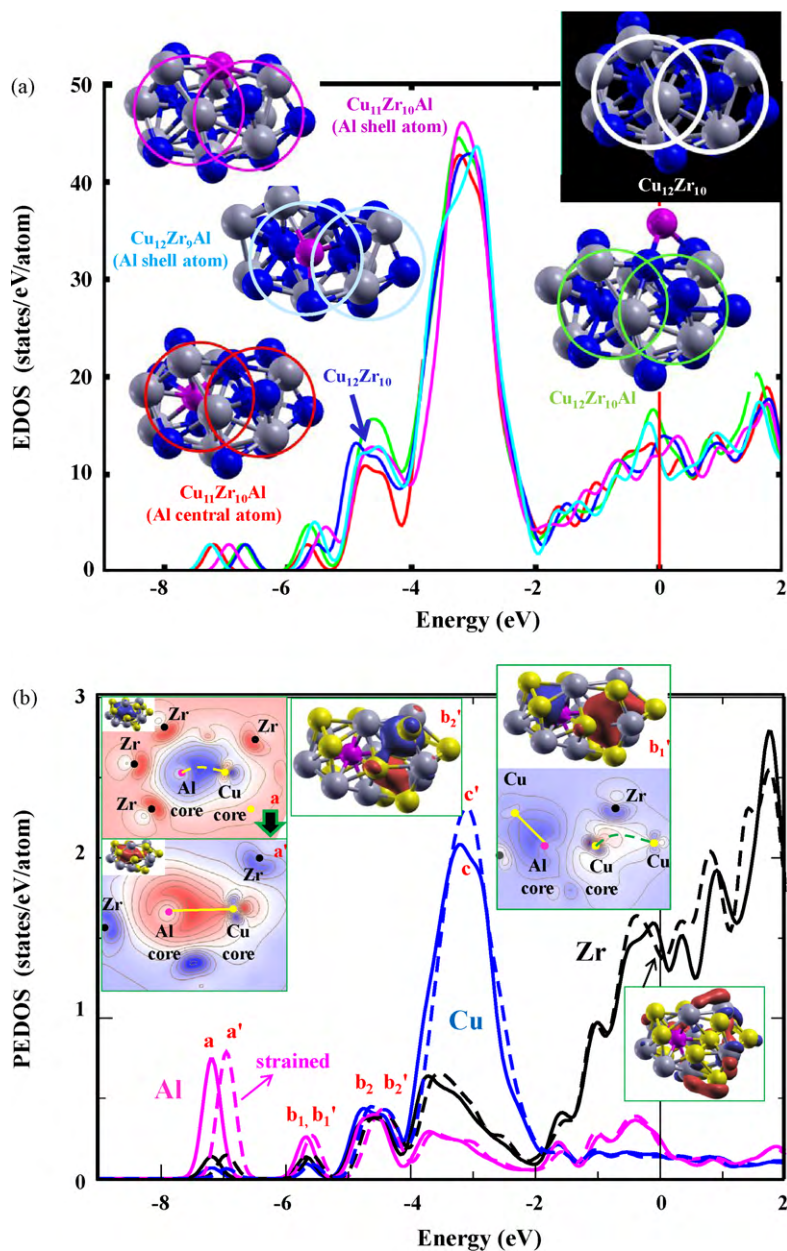 (a)
EDOS (states/eV/atom)
50
40
30
20
10
0
Cu11Zr10Al
(Al shell atom)
Cu12Zr10
Cu12Zr9Al
(Al shell atom)
Cu12Zr10
Cu12Zr10Al
Cu11Zr10Al
(Al central atom)
-8 -6 -4 -2 0 2
Energy (eV)
(b)
PEDOS (states/eV/atom)
3
2
1
0
Zr Zr
Zr
Al core
Cu core
Zr
a
a'
Zr
Zr
Al core
Cu core
b2'
b1'
Cu
Zr
Al core
Cu core
Cu
c'
c
Zr
Cu
a a'
Al
strained
b1, b1'
b2 b2'
-8 -6 -4 -2 0 2
Energy (eV)